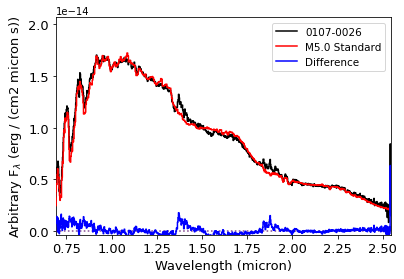 1e−14
0107-0026
M5.0 Standard
Difference
2.0
1.5
1.0
0.5
0.0
Arbitrary Fλ (erg / (cm2 micron s))
0.75 1.00 1.25 1.50 1.75 2.00 2.25 2.50
Wavelength (micron)